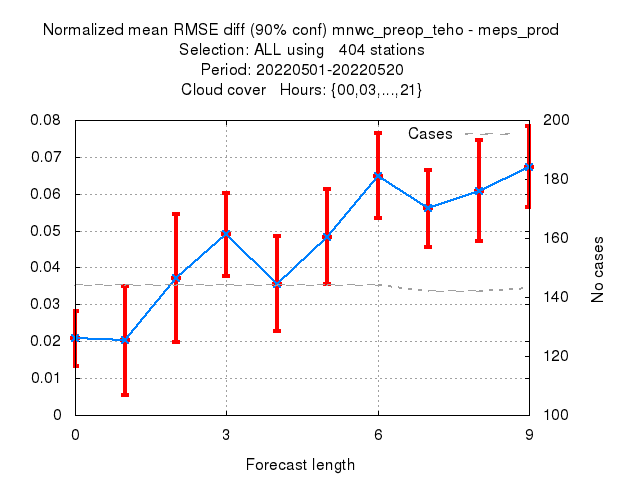 Normalized mean RMSE diff (90% conf) mnwc_preop_teho - meps_prod
Selection: ALL using   404 stations
Period: 20220501-20220520
Cloud cover   Hours: {00,03,...,21}
Cases
0.08
0.07
0.06
0.05
0.04
0.03
0.02
0.01
0
200
180
160
140
120
100
No cases
0 3 6 9
Forecast length